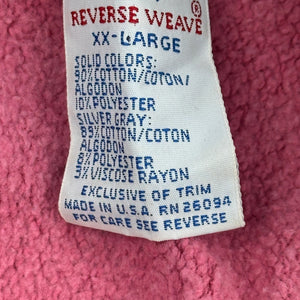 REVERSE WEAVE®
XX-LARGE
SOLID COLORS:
90% COTTON/COTON/
ALGODON
10% POLYESTER
SILVER GRAY:
89% COTTON/COTON
ALGODON
8% POLYESTER
3% VISCOSE RAYON
EXCLUSIVE OF TRIM
MADE IN U.S.A. RN 26094
FOR CARE SEE REVERSE